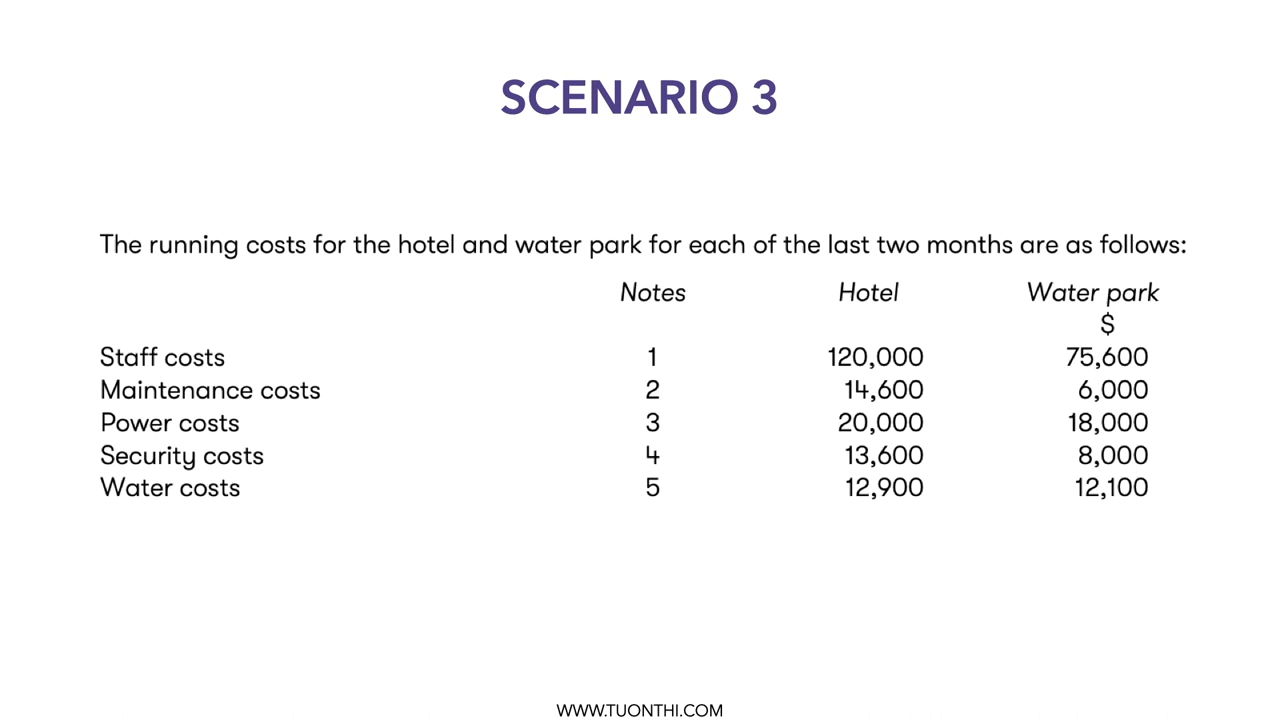 SCENARIO 3
The running costs for the hotel and water park for each of the last two months are as follows:
Notes Hotel Water park
$
Staff costs 1 120,000 75,600
Maintenance costs 2 14,600 6,000
Power costs 3 20,000 18,000
Security costs 4 13,600 8,000
Water costs 5 12,900 12,100
WWW.TUONTHI.COM